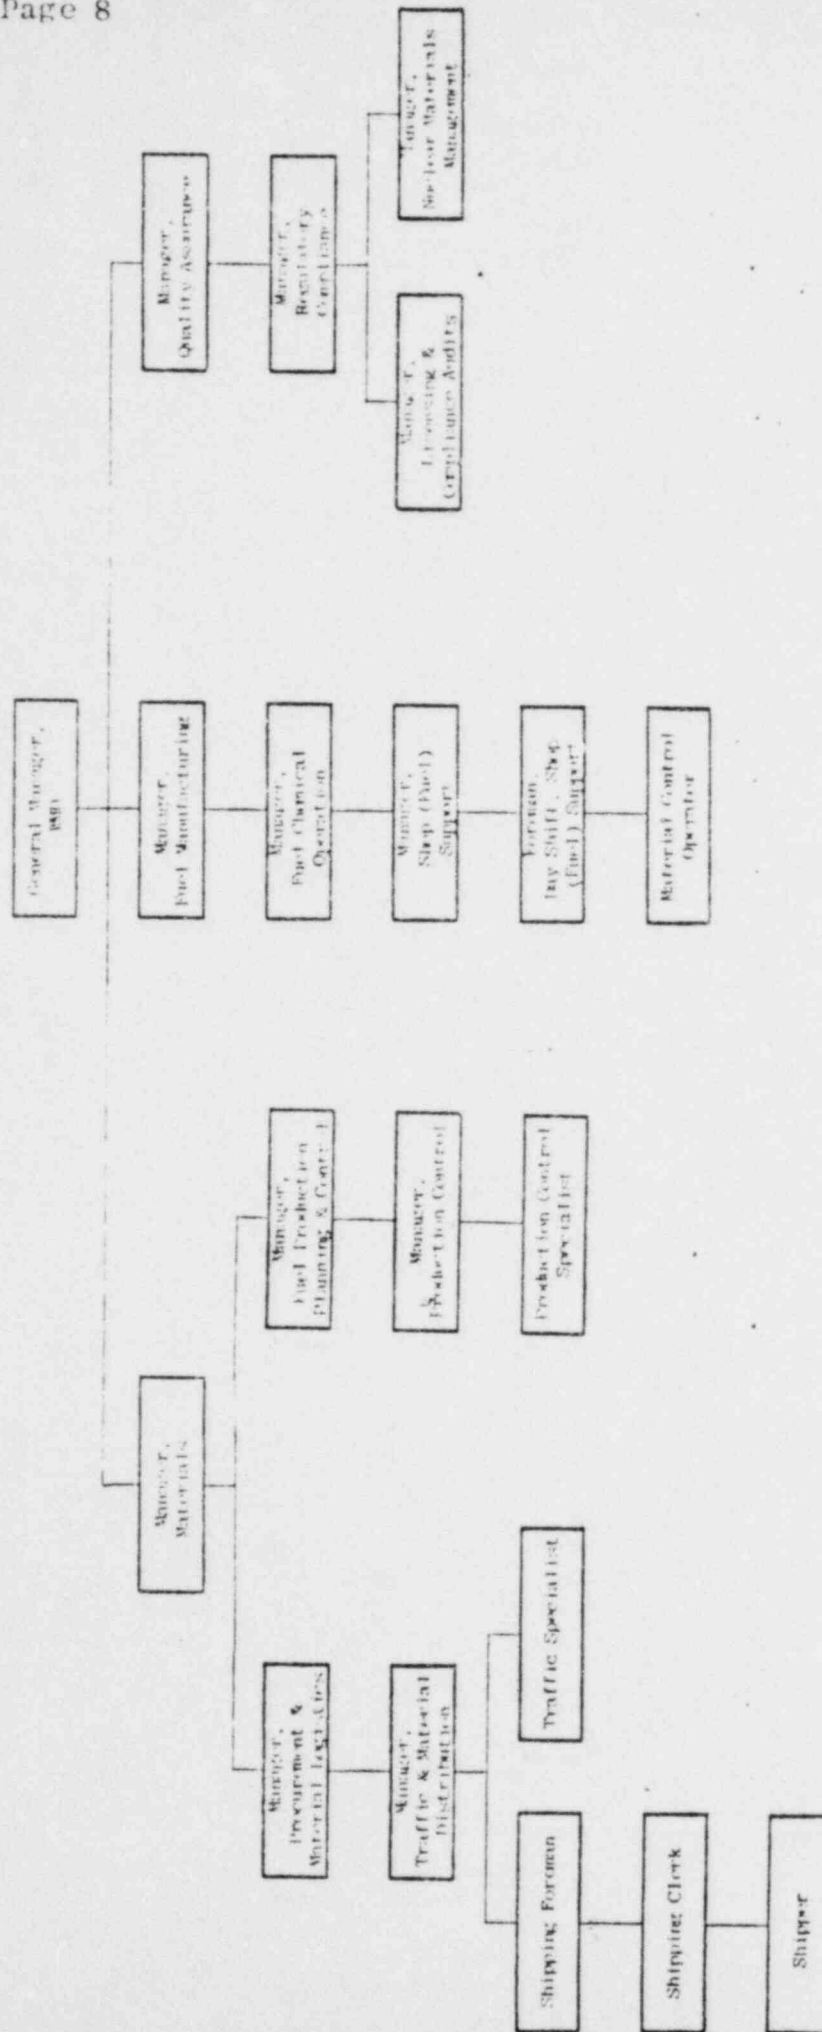 Page 8
General Manager,
Manager,
Materials
Manager,
Fuel Manufacturing
Manager,
Quality Assurance
Manager,
Procurement &
Material Logistics
Manager,
Fuel Production
Planning & Control
Manager,
Fuel Chemical
Operation
Manager,
Regulatory
Compliance
Manager,
Traffic & Material
Distribution
Manager,
Production Control
Manager,
Shop (Fuel)
Support
Manager,
Licensing &
Compliance Audits
Manager,
Nuclear Materials
Management
Shipping Foreman
Traffic Specialist
Production Control
Specialist
Foreman,
Day Shift, Shop
(Fuel) Support
Shipping Clerk
Material Control
Operator
Shipper